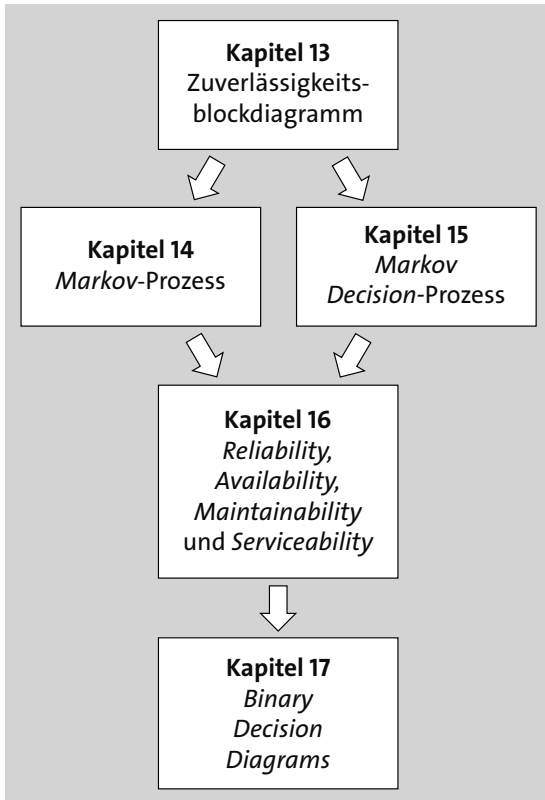 Kapitel 13
Zuverlässigkeits-
blockdiagramm
Kapitel 14
Markov-Prozess
Kapitel 15
Markov
Decision-Prozess
Kapitel 16
Reliability,
Availability,
Maintainability
und Serviceability
Kapitel 17
Binary
Decision
Diagrams